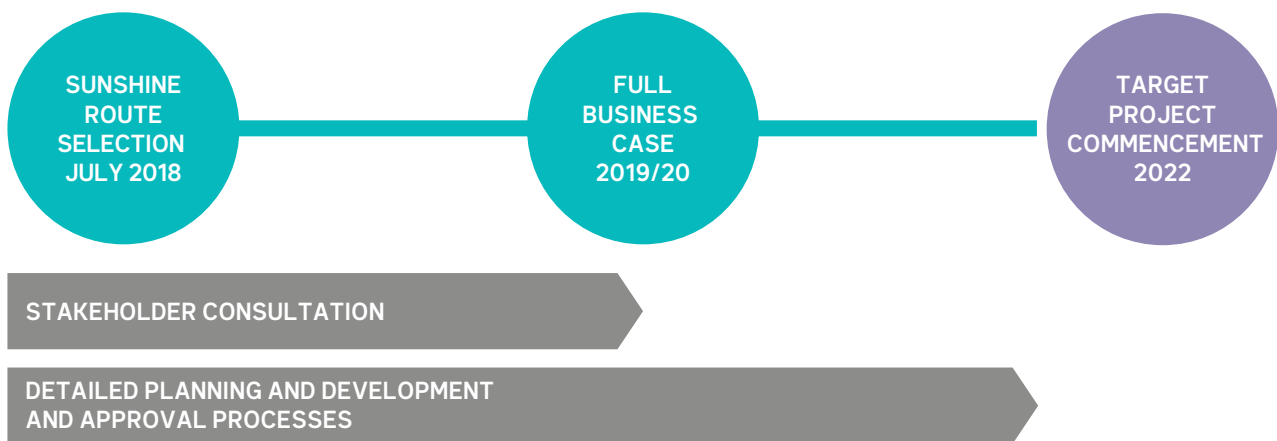 SUNSHINE
ROUTE
SELECTION
JULY 2018
FULL
BUSINESS
CASE
2019/20
TARGET
PROJECT
COMMENCEMENT
2022
STAKEHOLDER CONSULTATION
DETAILED PLANNING AND DEVELOPMENT
AND APPROVAL PROCESSES